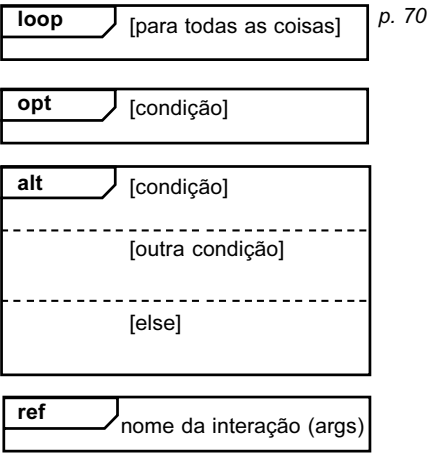 loop [para todas as coisas] p. 70
opt [condição]
alt [condição]
[outra condição]
[else]
ref nome da interação (args)